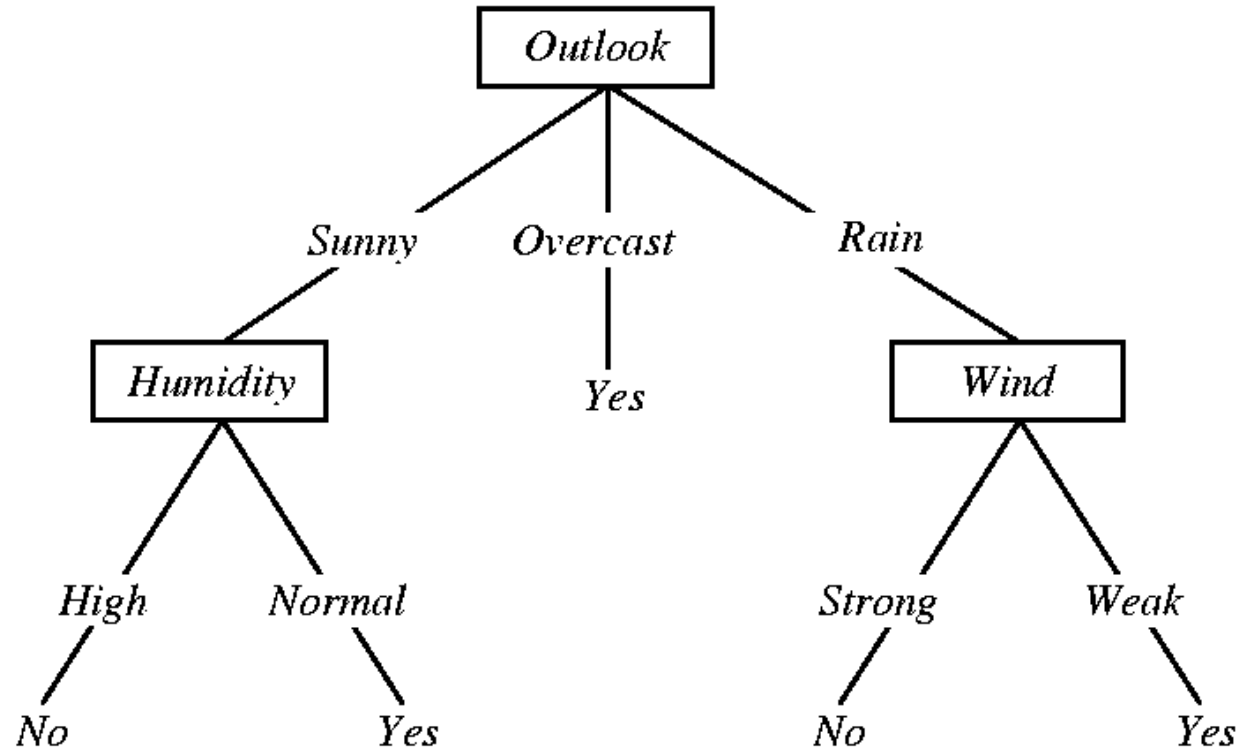 Outlook
Sunny Overcast Rain
Humidity Yes Wind
High Normal Strong Weak
No Yes No Yes